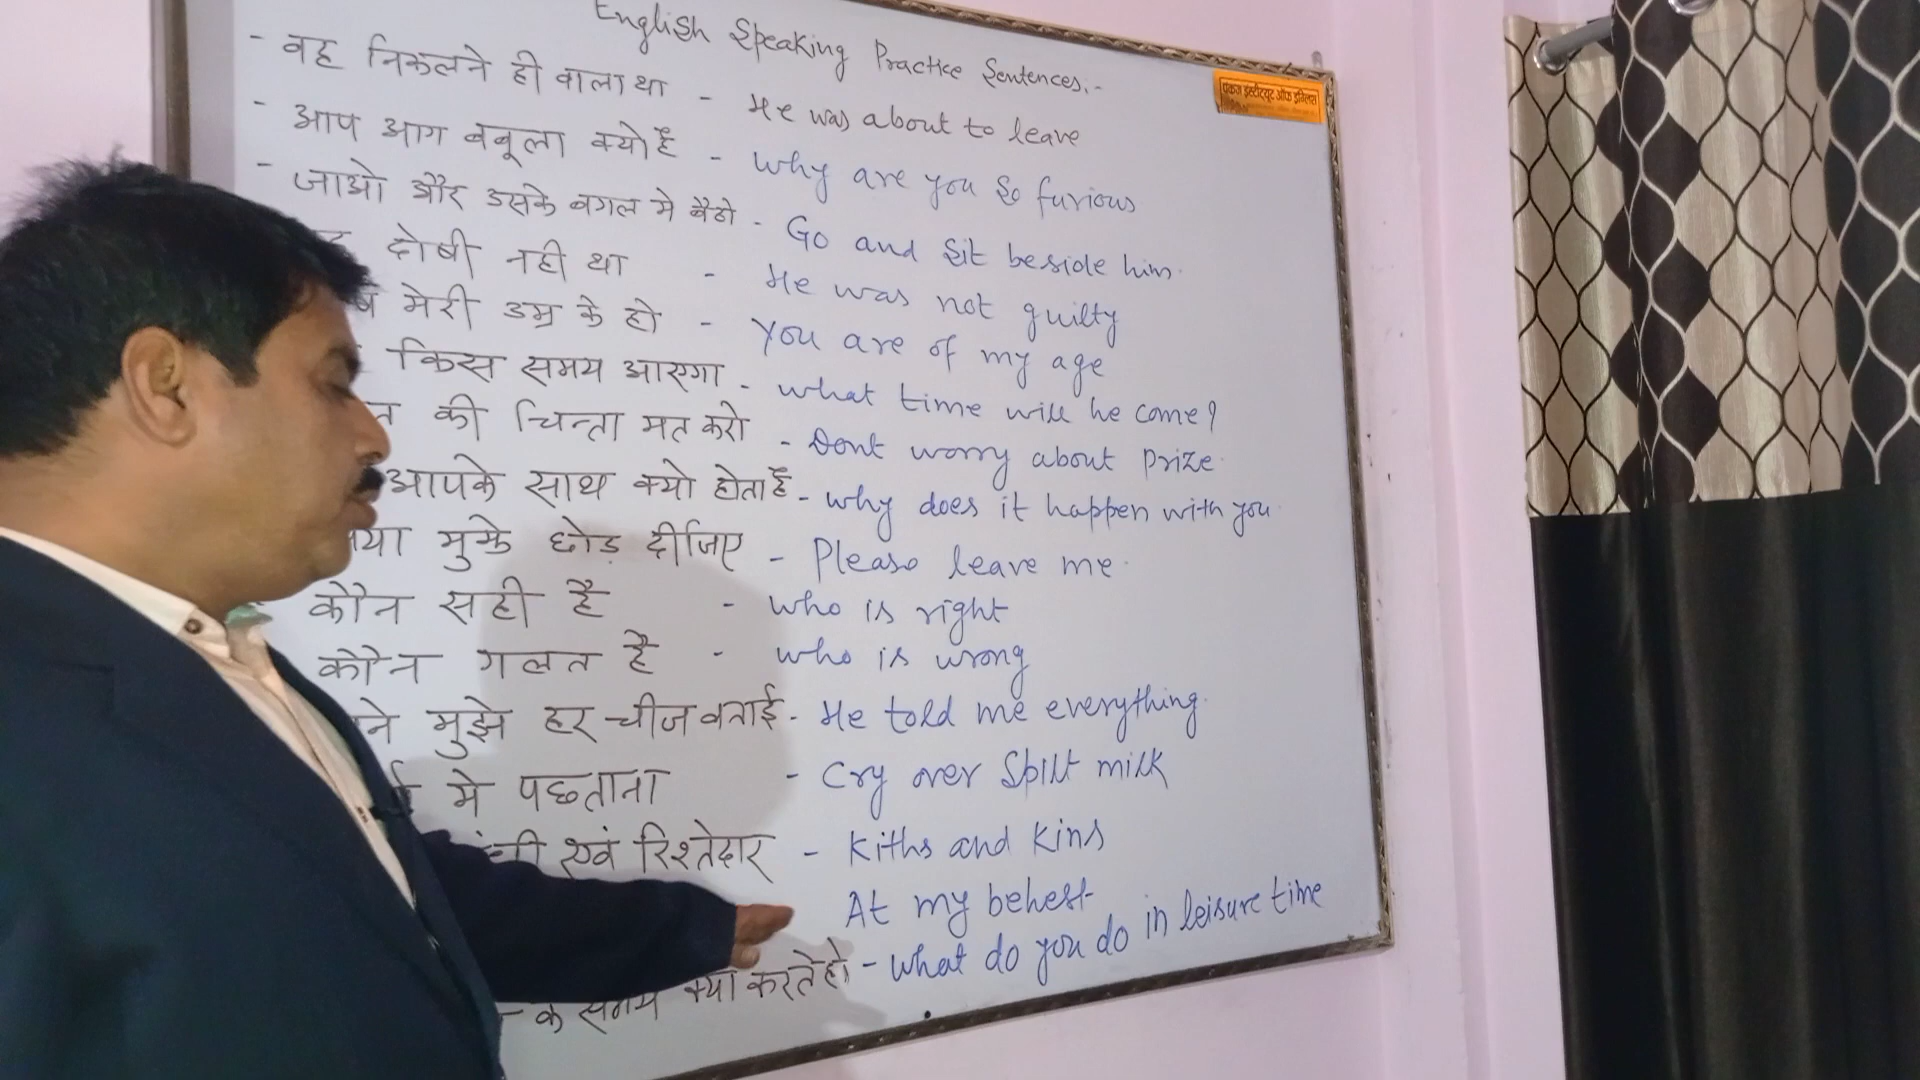 English Speaking Practice Sentences:-
पंकज इंस्टीट्यूट ऑफ इंग्लिश
- वह निकलने ही वाला था - He was about to leave
- आप आग बबूला क्यो है - Why are you so furious
- जाओ और उसके बगल मे बैठो - Go and sit beside him.
दोषी नही था - He was not guilty
मेरी उम्र के हो - You are of my age
किस समय आएगा - what time will he come?
की चिन्ता मत करो - Dont worry about prize.
आपके साथ क्यो होता है - why does it happen with you.
मुझे छोड़ दीजिए - Please leave me.
कौन सही है - who is right
कौन गलत है - who is wrong
ने मुझे हर चीज बताई - He told me everything.
मे पछताना - Cry over Spilt milk
एवं रिश्तेदार - Kiths and Kins
At my behest
के समय क्या करते हो - what do you do in leisure time